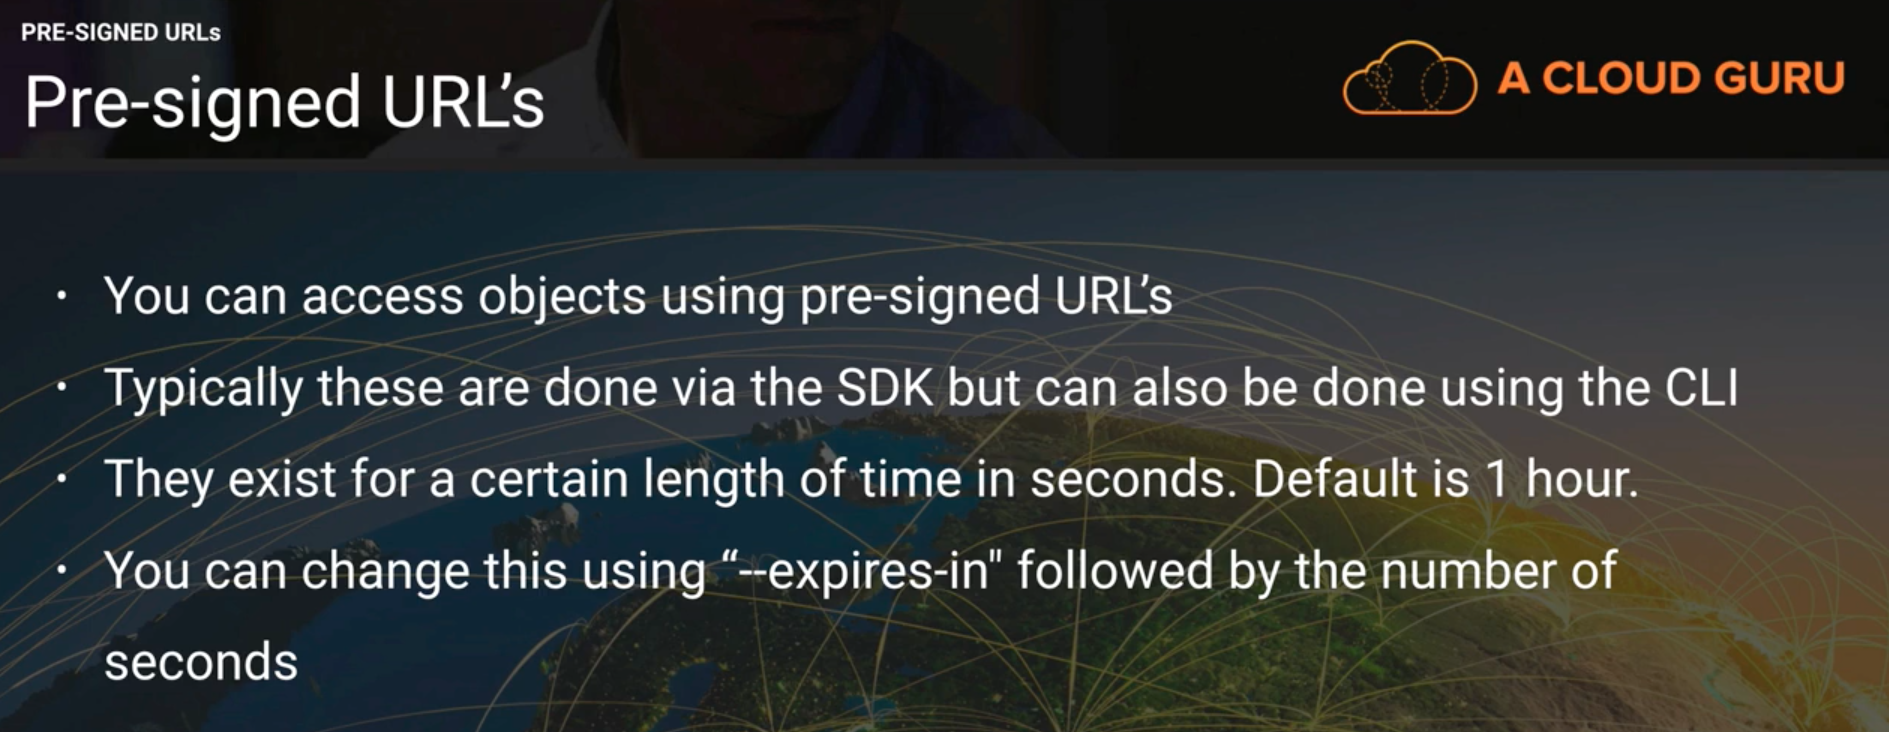 PRE-SIGNED URLs
Pre-signed URL’s
A CLOUD GURU
• You can access objects using pre-signed URL’s
• Typically these are done via the SDK but can also be done using the CLI
• They exist for a certain length of time in seconds. Default is 1 hour.
• You can change this using “--expires-in" followed by the number of
seconds